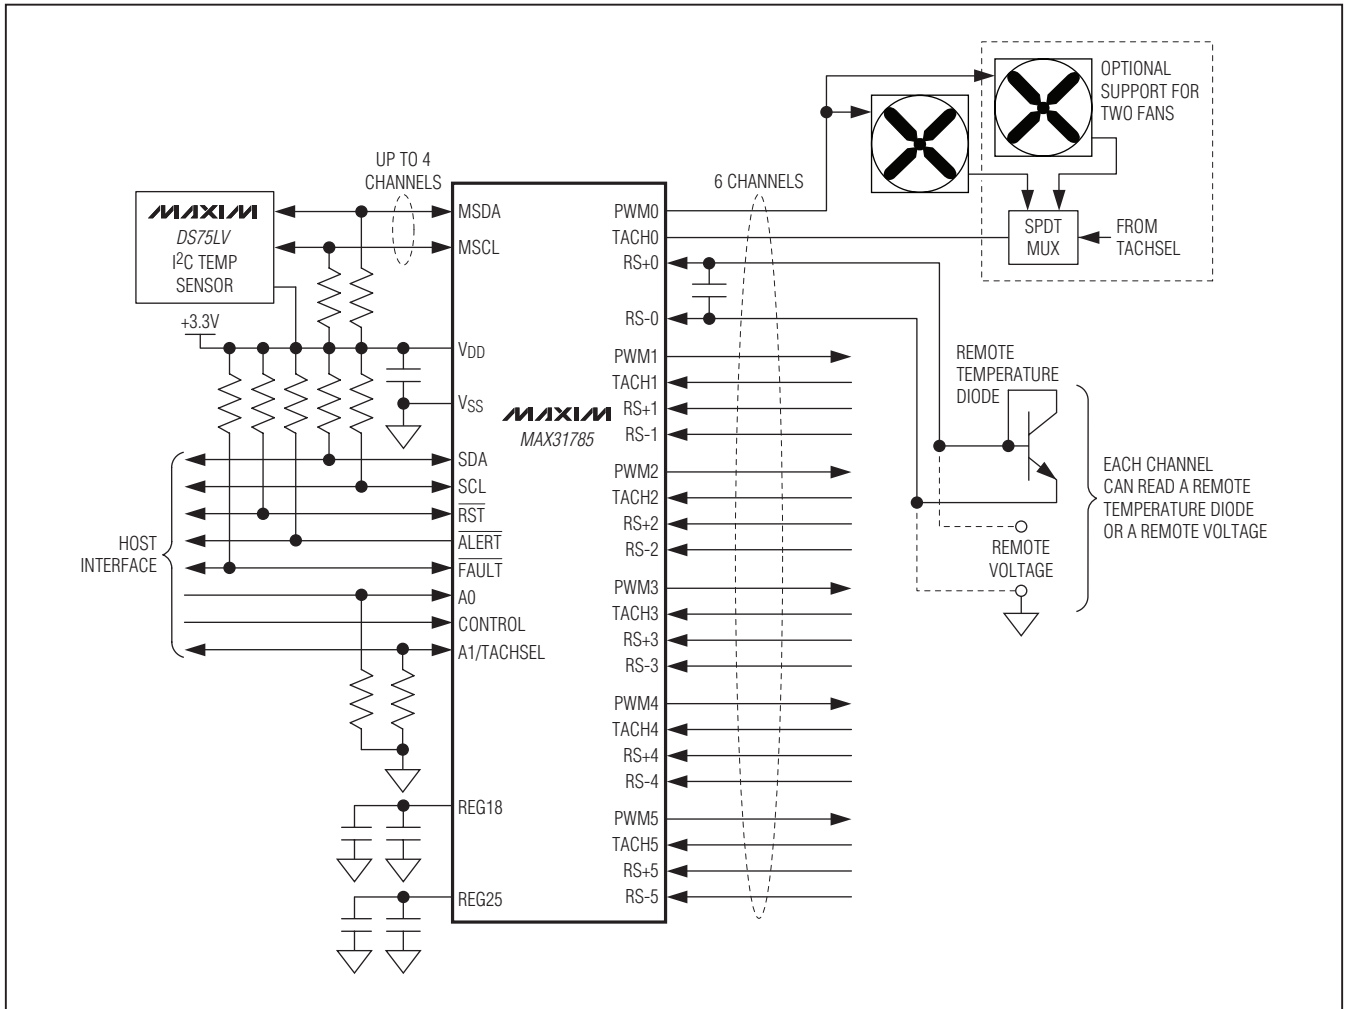 OPTIONAL
SUPPORT FOR
TWO FANS
UP TO 4
CHANNELS
6 CHANNELS
MAXIM
DS75LV
I²C TEMP
SENSOR
+3.3V
MSDA
MSCL
VDD
VSS
SDA
SCL
RST
ALERT
FAULT
A0
CONTROL
A1/TACHSEL
REG18
REG25
HOST
INTERFACE
MAXIM
MAX31785
PWM0
TACH0
RS+0
RS-0
PWM1
TACH1
RS+1
RS-1
PWM2
TACH2
RS+2
RS-2
PWM3
TACH3
RS+3
RS-3
PWM4
TACH4
RS+4
RS-4
PWM5
TACH5
RS+5
RS-5
SPDT
MUX
FROM
TACHSEL
REMOTE
TEMPERATURE
DIODE
REMOTE
VOLTAGE
EACH CHANNEL
CAN READ A REMOTE
TEMPERATURE DIODE
OR A REMOTE VOLTAGE